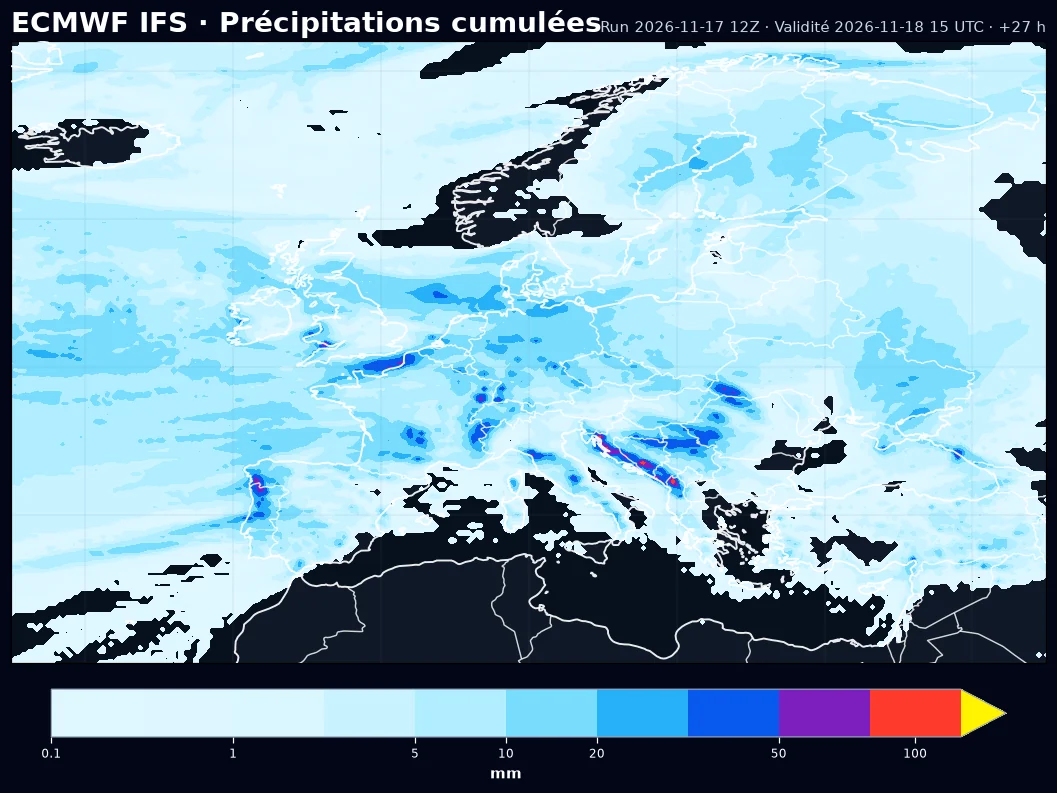 ECMWF IFS · Précipitations cumulées
Run 2026-11-17 12Z · Validité 2026-11-18 15 UTC · +27 h
0.1 1 5 10 20 50 100
mm